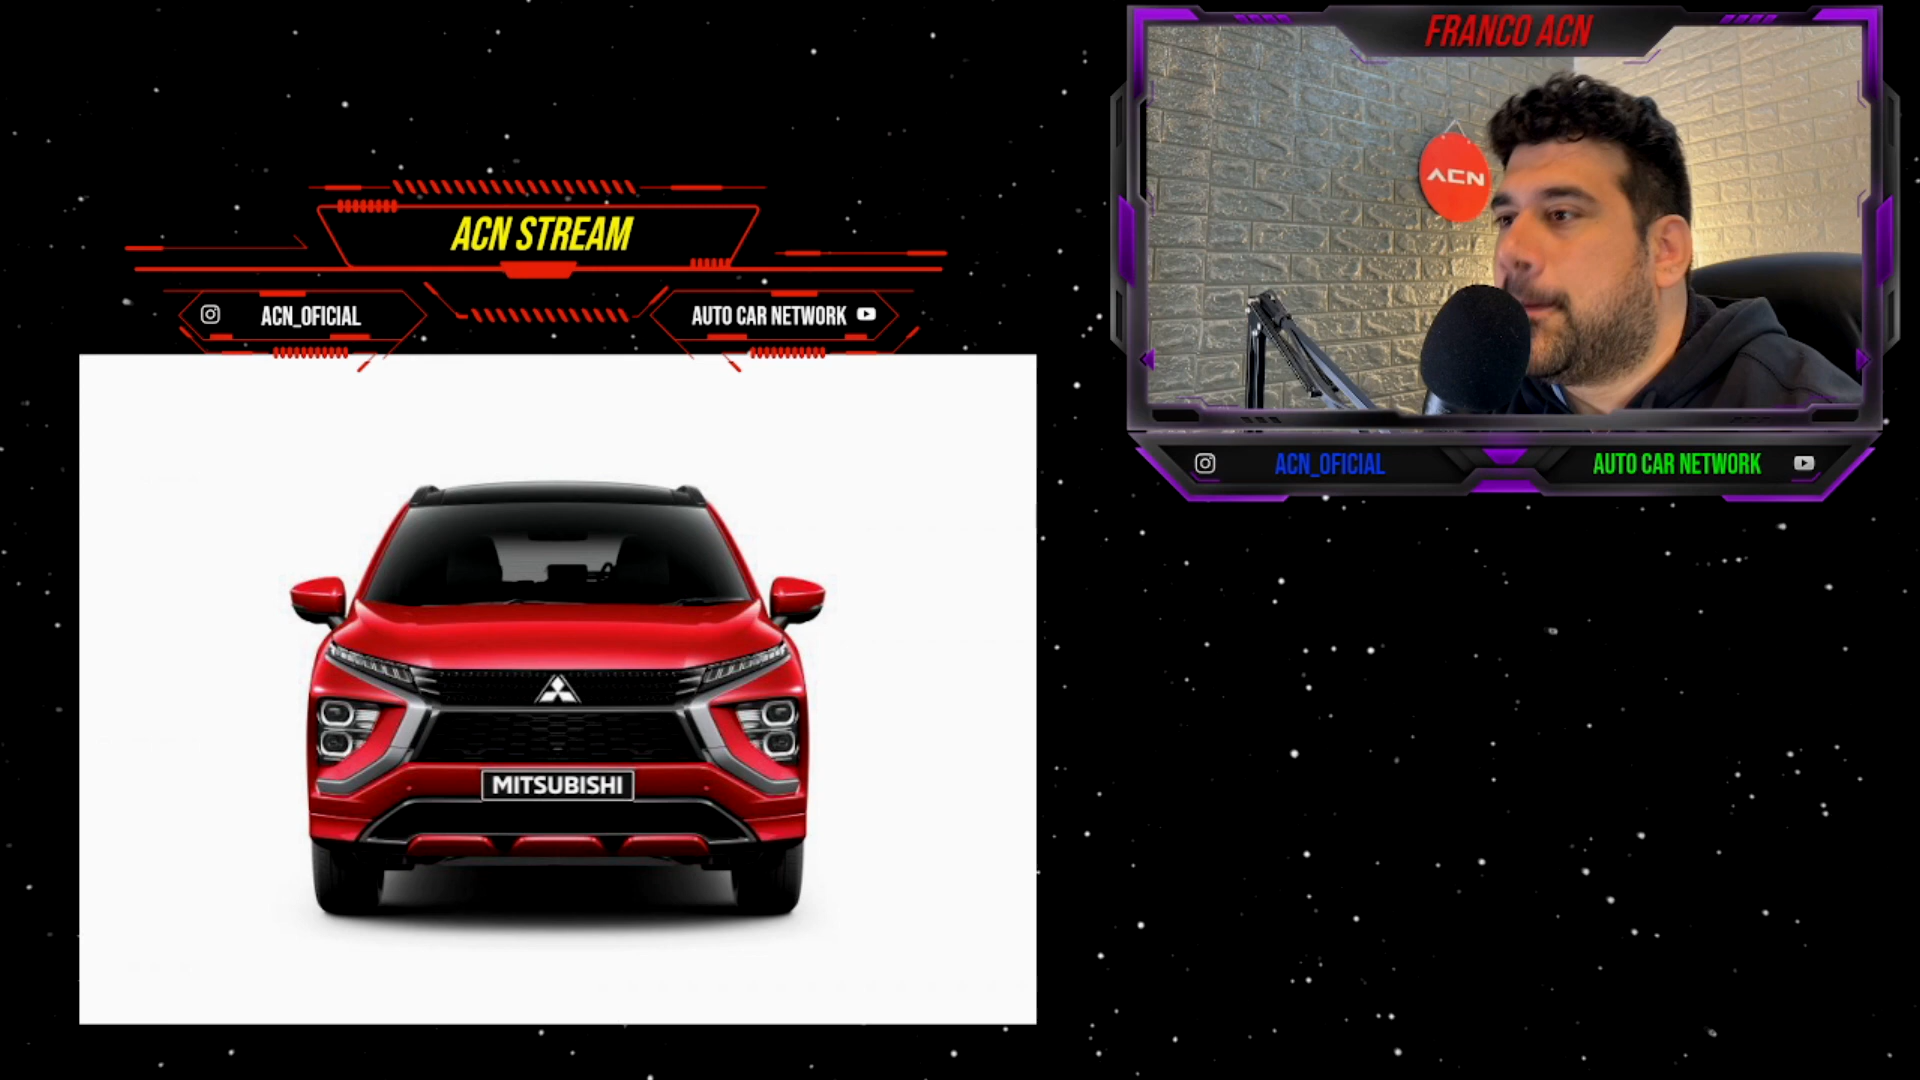 FRANCO ACN
ACN
ACN STREAM
ACN_OFICIAL
AUTO CAR NETWORK
ACN_OFICIAL
AUTO CAR NETWORK
MITSUBISHI